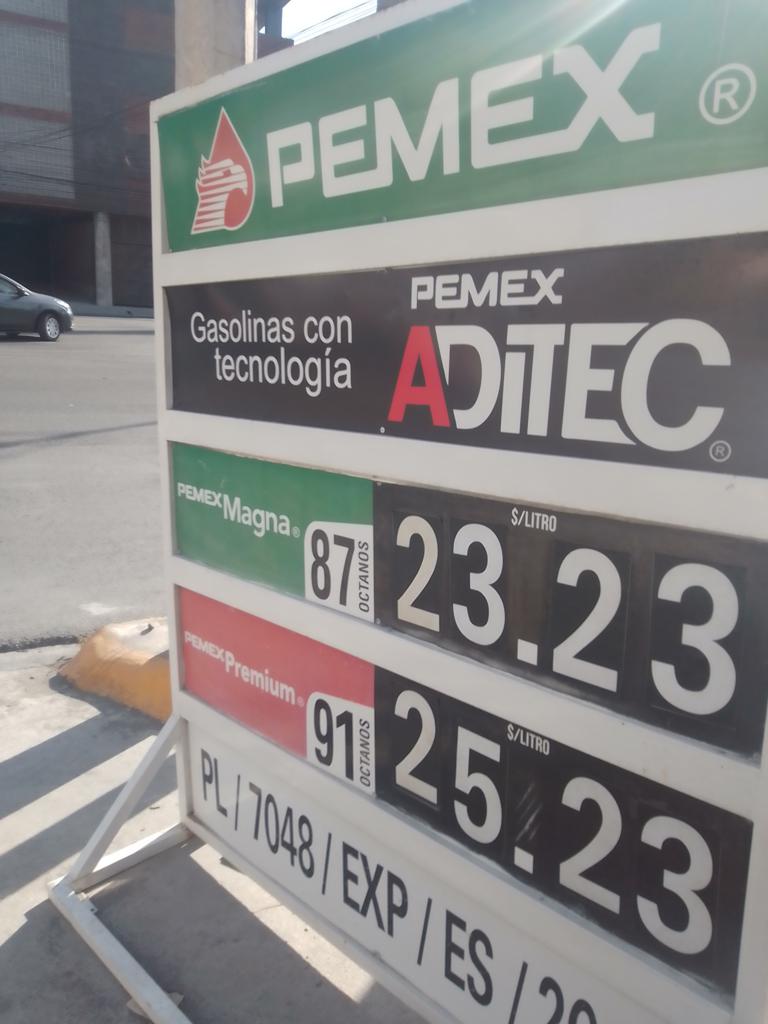 PEMEX®
Gasolinas con
tecnología
PEMEX
ADITEC®
PEMEX Magna®
87 OCTANOS
$/LITRO
23.23
PEMEX Premium®
91 OCTANOS
$/LITRO
25.23
PL / 7048 / EXP / ES / 20